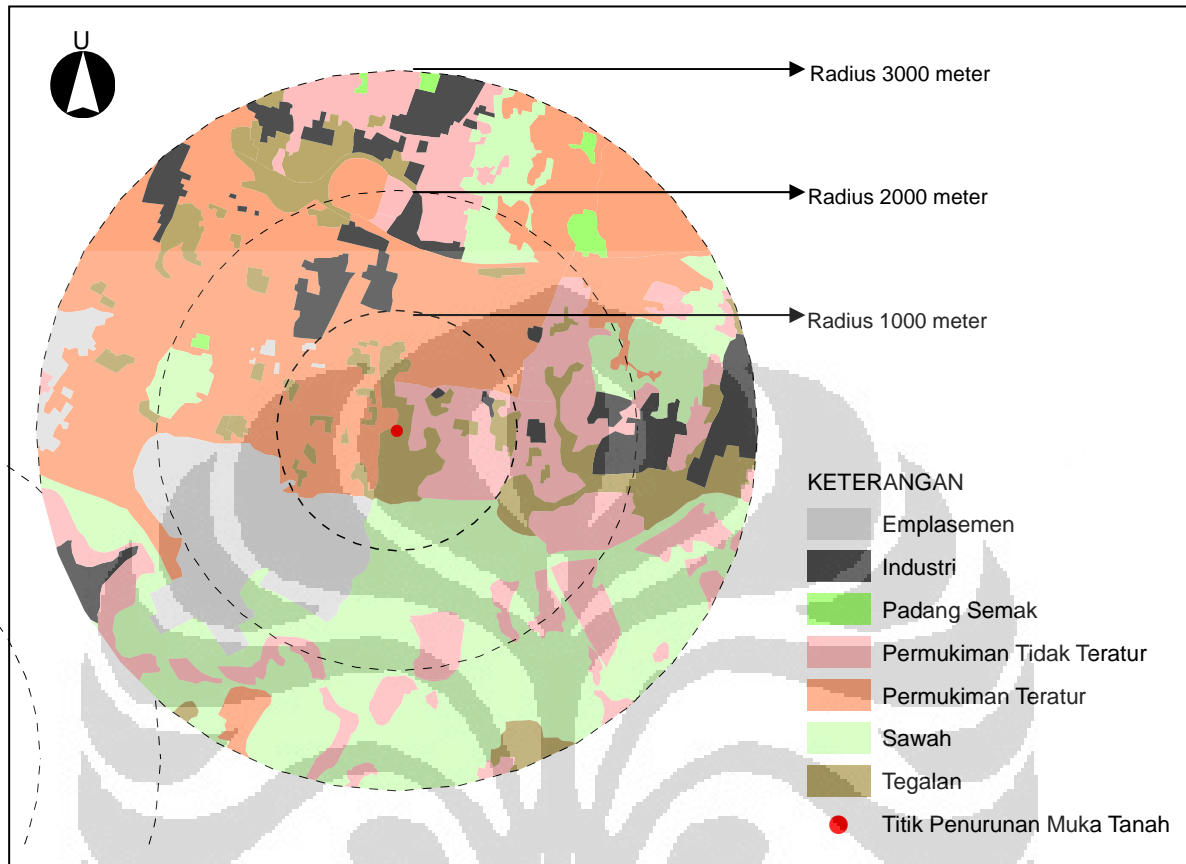 U
Radius 3000 meter
Radius 2000 meter
Radius 1000 meter
KETERANGAN
Emplasemen
Industri
Padang Semak
Permukiman Tidak Teratur
Permukiman Teratur
Sawah
Tegalan
Titik Penurunan Muka Tanah